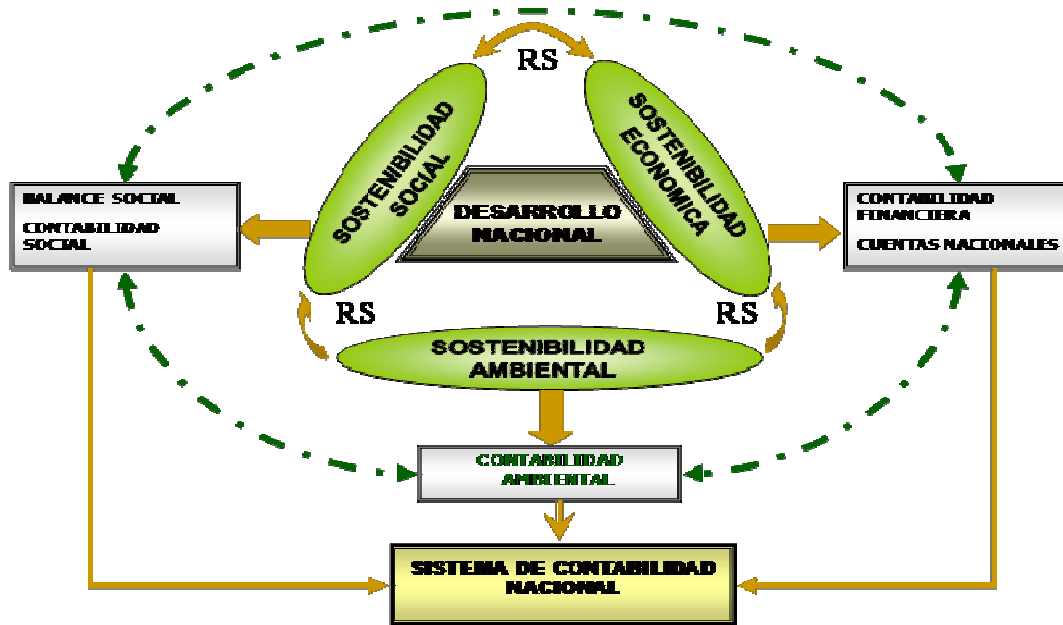 RS
SOSTENIBILIDAD
SOCIAL
SOSTENIBILIDAD
ECONOMICA
BALANCE SOCIAL
CONTABILIDAD
SOCIAL
DESARROLLO
NACIONAL
CONTABILIDAD
FINANCIERA
CUENTAS NACIONALES
RS
RS
SOSTENIBILIDAD
AMBIENTAL
CONTABILIDAD
AMBIENTAL
SISTEMA DE CONTABILIDAD
NACIONAL